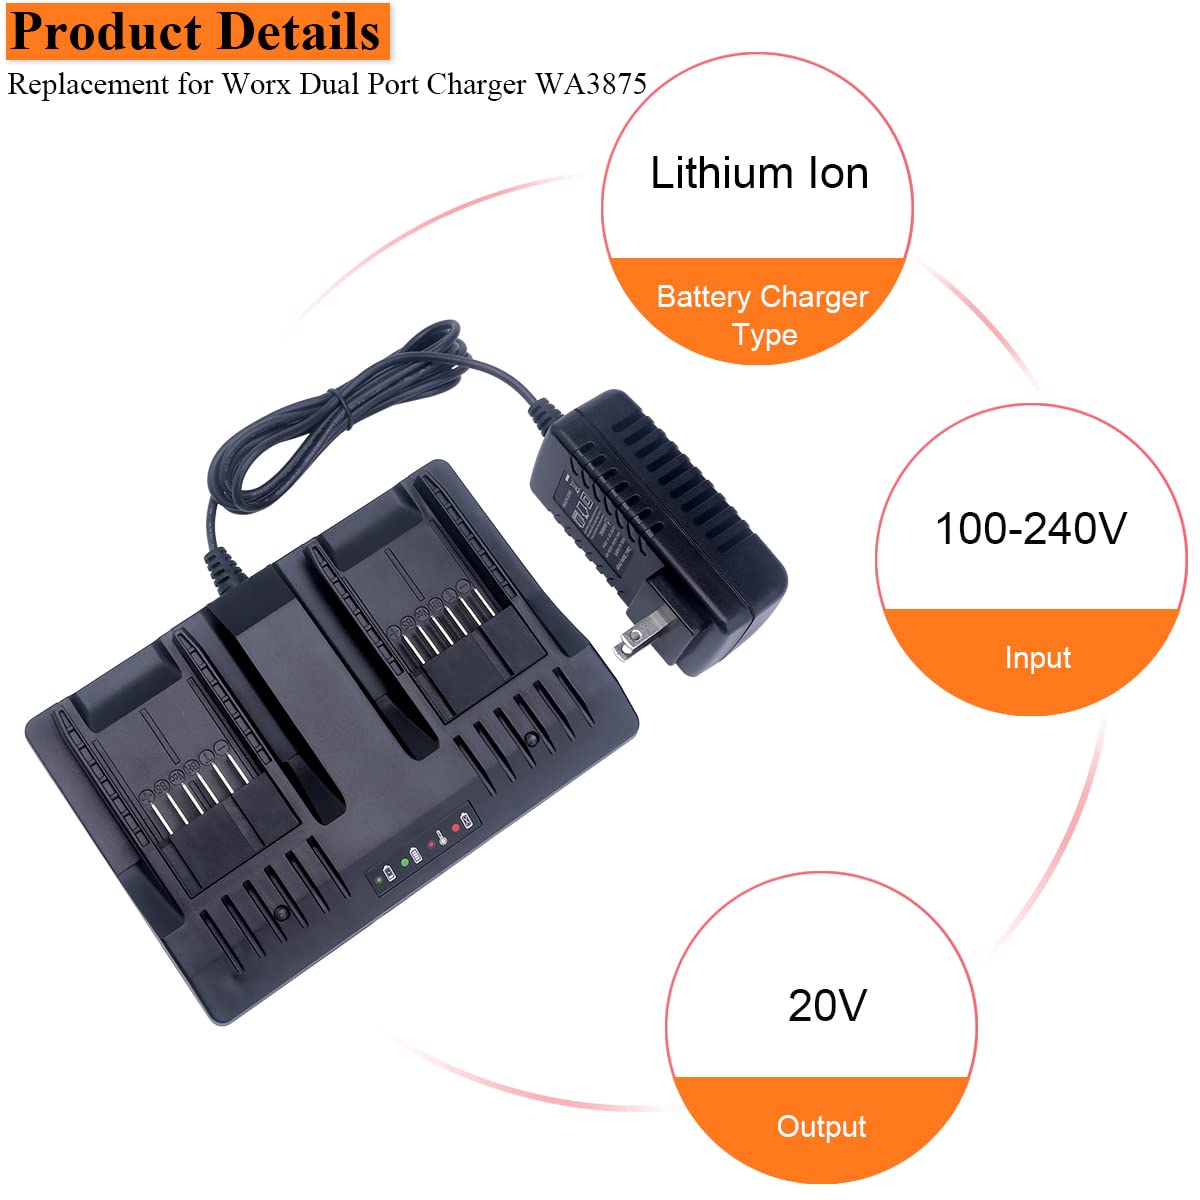 Product Details
Replacement for Worx Dual Port Charger WA3875
Lithium Ion
Battery Charger
Type
100-240V
Input
20V
Output